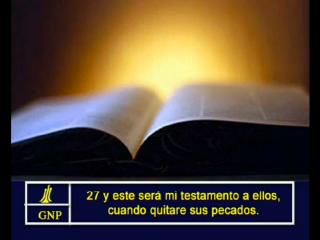 27 y este será mi testamento a ellos,
cuando quitare sus pecados.
GNP